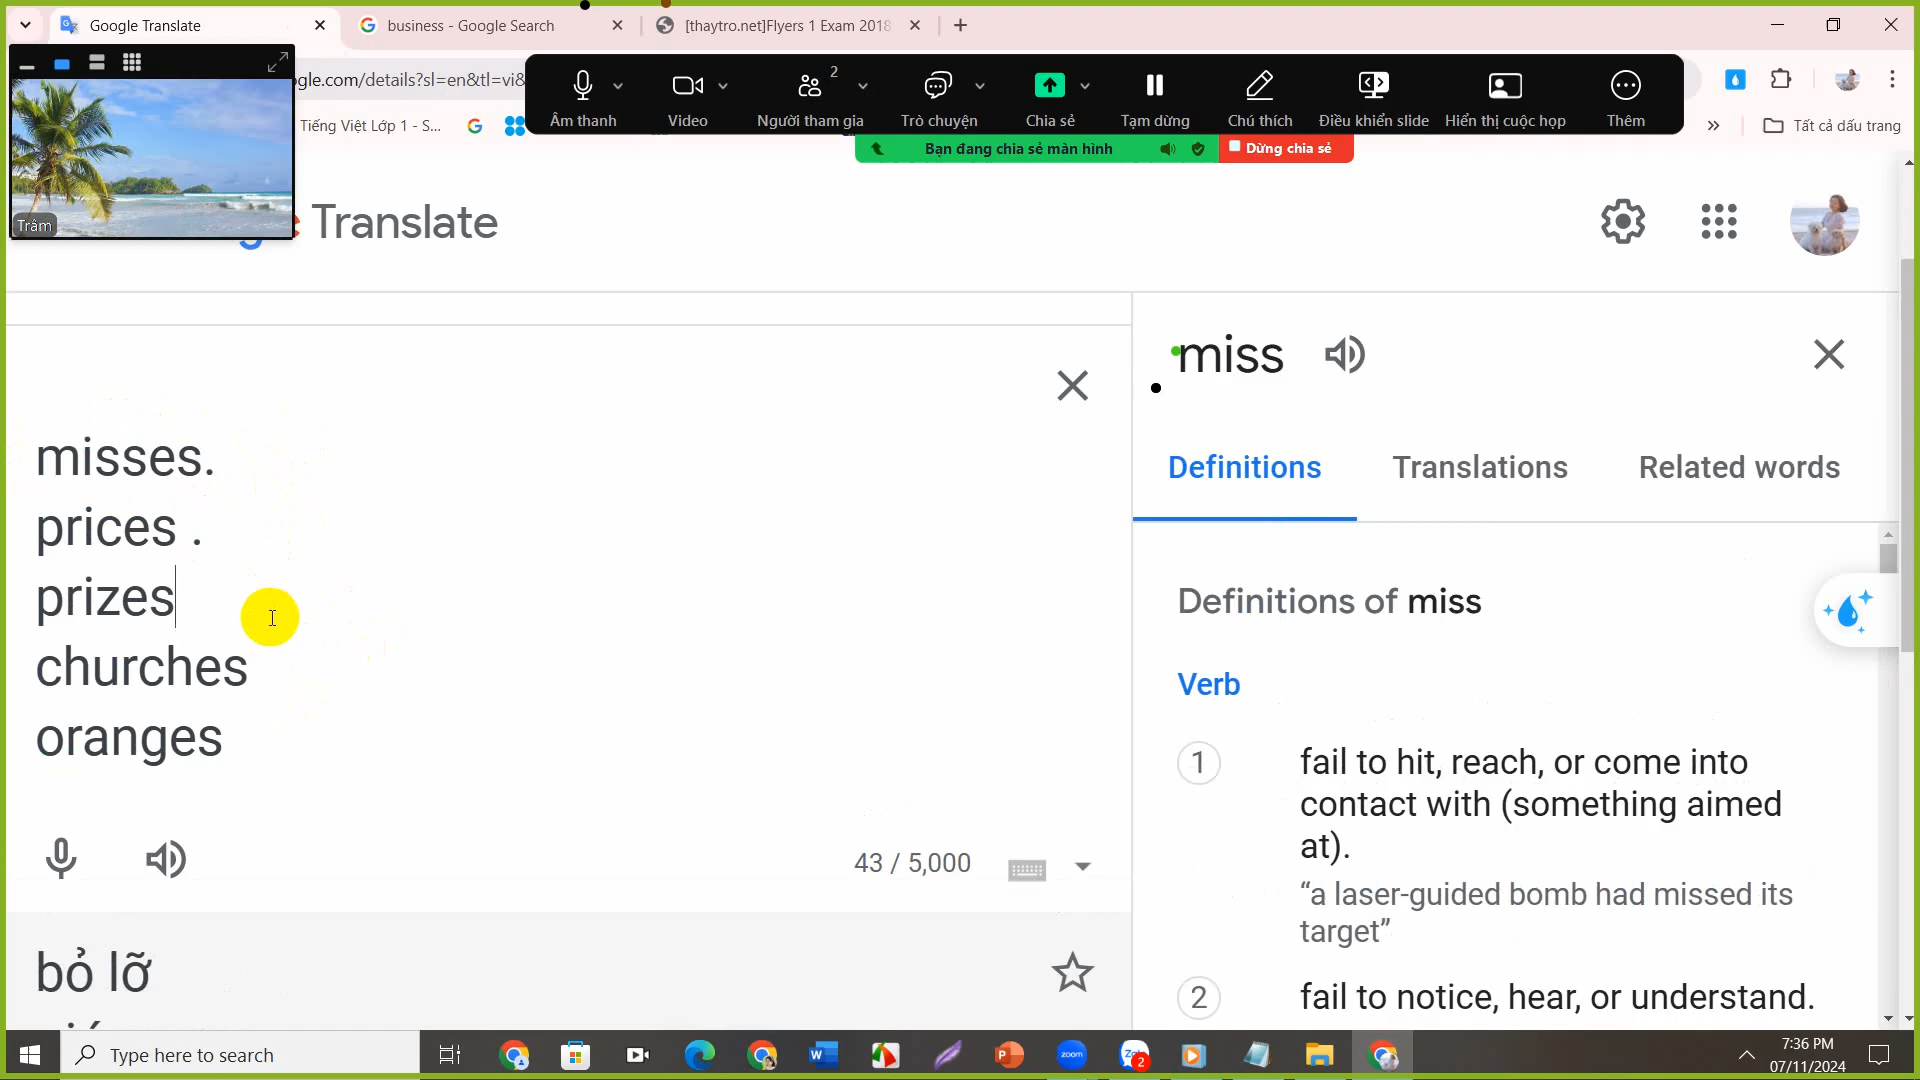 Google Translate
business - Google Search
[thaytro.net]Flyers 1 Exam 2018
gle.com/details?sl=en&tl=vi&
Tiếng Việt Lớp 1 - S...
Tất cả dấu trang
2
Âm thanh
Video
Người tham gia
Trò chuyện
Chia sẻ
Tạm dừng
Chú thích
Điều khiển slide
Hiển thị cuộc họp
Thêm
Bạn đang chia sẻ màn hình
Dừng chia sẻ
Trâm
Translate
misses.
prices .
prizes
churches
oranges
43 / 5,000
bỏ lỡ
miss
Definitions
Translations
Related words
Definitions of miss
Verb
1
fail to hit, reach, or come into
contact with (something aimed
at).
“a laser-guided bomb had missed its
target”
2
fail to notice, hear, or understand.
Type here to search
zoom
2
7:36 PM
07/11/2024